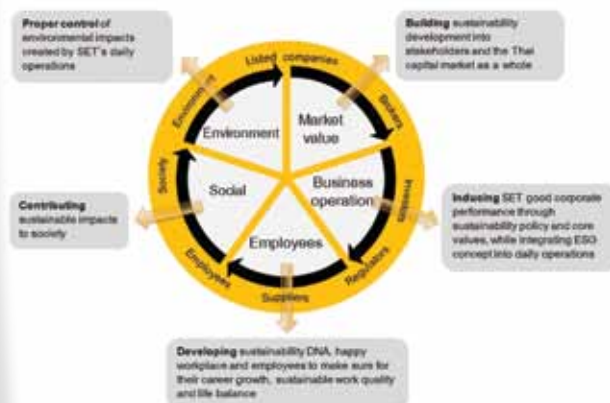 Proper control of
environmental impacts
created by SET's daily
operations
Building sustainability
development into
stakeholders and the Thai
capital market as a whole
Listed companies
Environment
Brokers
Environment
Market
value
Society
Social
Business
operation
Investors
Employees
Employees
Regulators
Suppliers
Contributing
sustainable impacts
to society
Inducing SET good corporate
performance through
sustainability policy and core
values, while integrating ESG
concept into daily operations
Developing sustainability DNA, happy
workplace and employees to make sure for
their career growth, sustainable work quality
and life balance